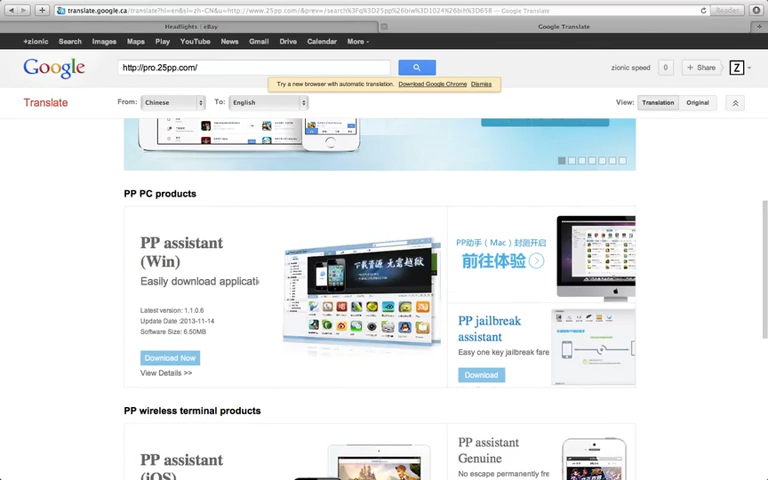 translate.google.ca/translate?hl=en&sl=zh-CN&u=http://www.25pp.com/&prev=/search%3Fq%3D25pp%26biw%3D1024%26bih%3D658 — Google Translate
Reader
Headlights | eBay
Google Translate
+zionic Search Images Maps Play YouTube News Gmail Drive Calendar More
Google
http://pro.25pp.com/
zionic speed 0 + Share Z
Try a new browser with automatic translation. Download Google Chrome Dismiss
Translate
From: Chinese To: English
View: Translation Original
PP PC products
PP assistant
(Win)
Easily download applicati
Latest version: 1.1.0.6
Update Date :2013-11-14
Software Size: 6.50MB
Download Now
View Details >>
下载资源 无需越狱
PP助手（Mac）封测开启
前往体验
PP jailbreak
assistant
Easy one key jailbreak fare
Download
PP wireless terminal products
PP assistant
(iOS)
PP assistant
Genuine
No escape permanently fre